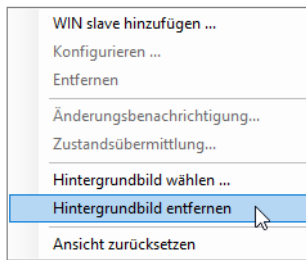 WIN slave hinzufügen ...
Konfigurieren ...
Entfernen
Änderungsbenachrichtigung...
Zustandsübermittlung...
Hintergrundbild wählen ...
Hintergrundbild entfernen
Ansicht zurücksetzen